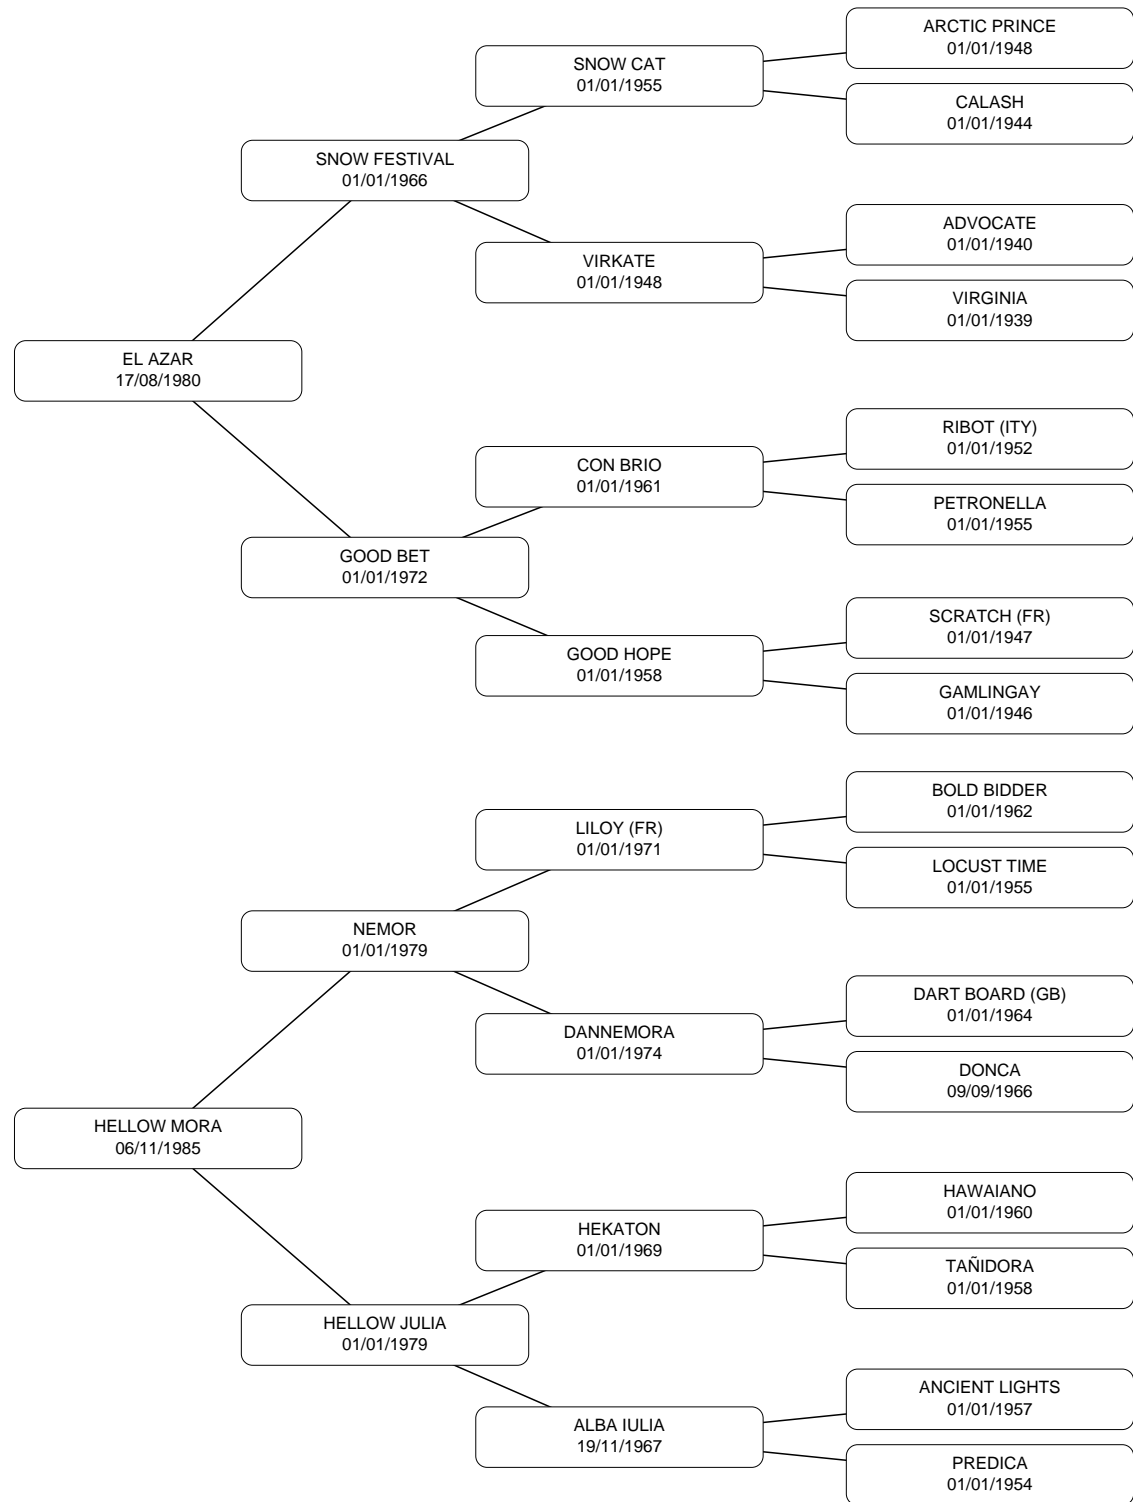 ARCTIC PRINCE
01/01/1948
SNOW CAT
01/01/1955
CALASH
01/01/1944
SNOW FESTIVAL
01/01/1966
ADVOCATE
01/01/1940
VIRKATE
01/01/1948
VIRGINIA
01/01/1939
EL AZAR
17/08/1980
RIBOT (ITY)
01/01/1952
CON BRIO
01/01/1961
PETRONELLA
01/01/1955
GOOD BET
01/01/1972
SCRATCH (FR)
01/01/1947
GOOD HOPE
01/01/1958
GAMLINGAY
01/01/1946
BOLD BIDDER
01/01/1962
LILOY (FR)
01/01/1971
LOCUST TIME
01/01/1955
NEMOR
01/01/1979
DART BOARD (GB)
01/01/1964
DANNEMORA
01/01/1974
DONCA
09/09/1966
HELLOW MORA
06/11/1985
HAWAIANO
01/01/1960
HEKATON
01/01/1969
TAÑIDORA
01/01/1958
HELLOW JULIA
01/01/1979
ANCIENT LIGHTS
01/01/1957
ALBA IULIA
19/11/1967
PREDICA
01/01/1954